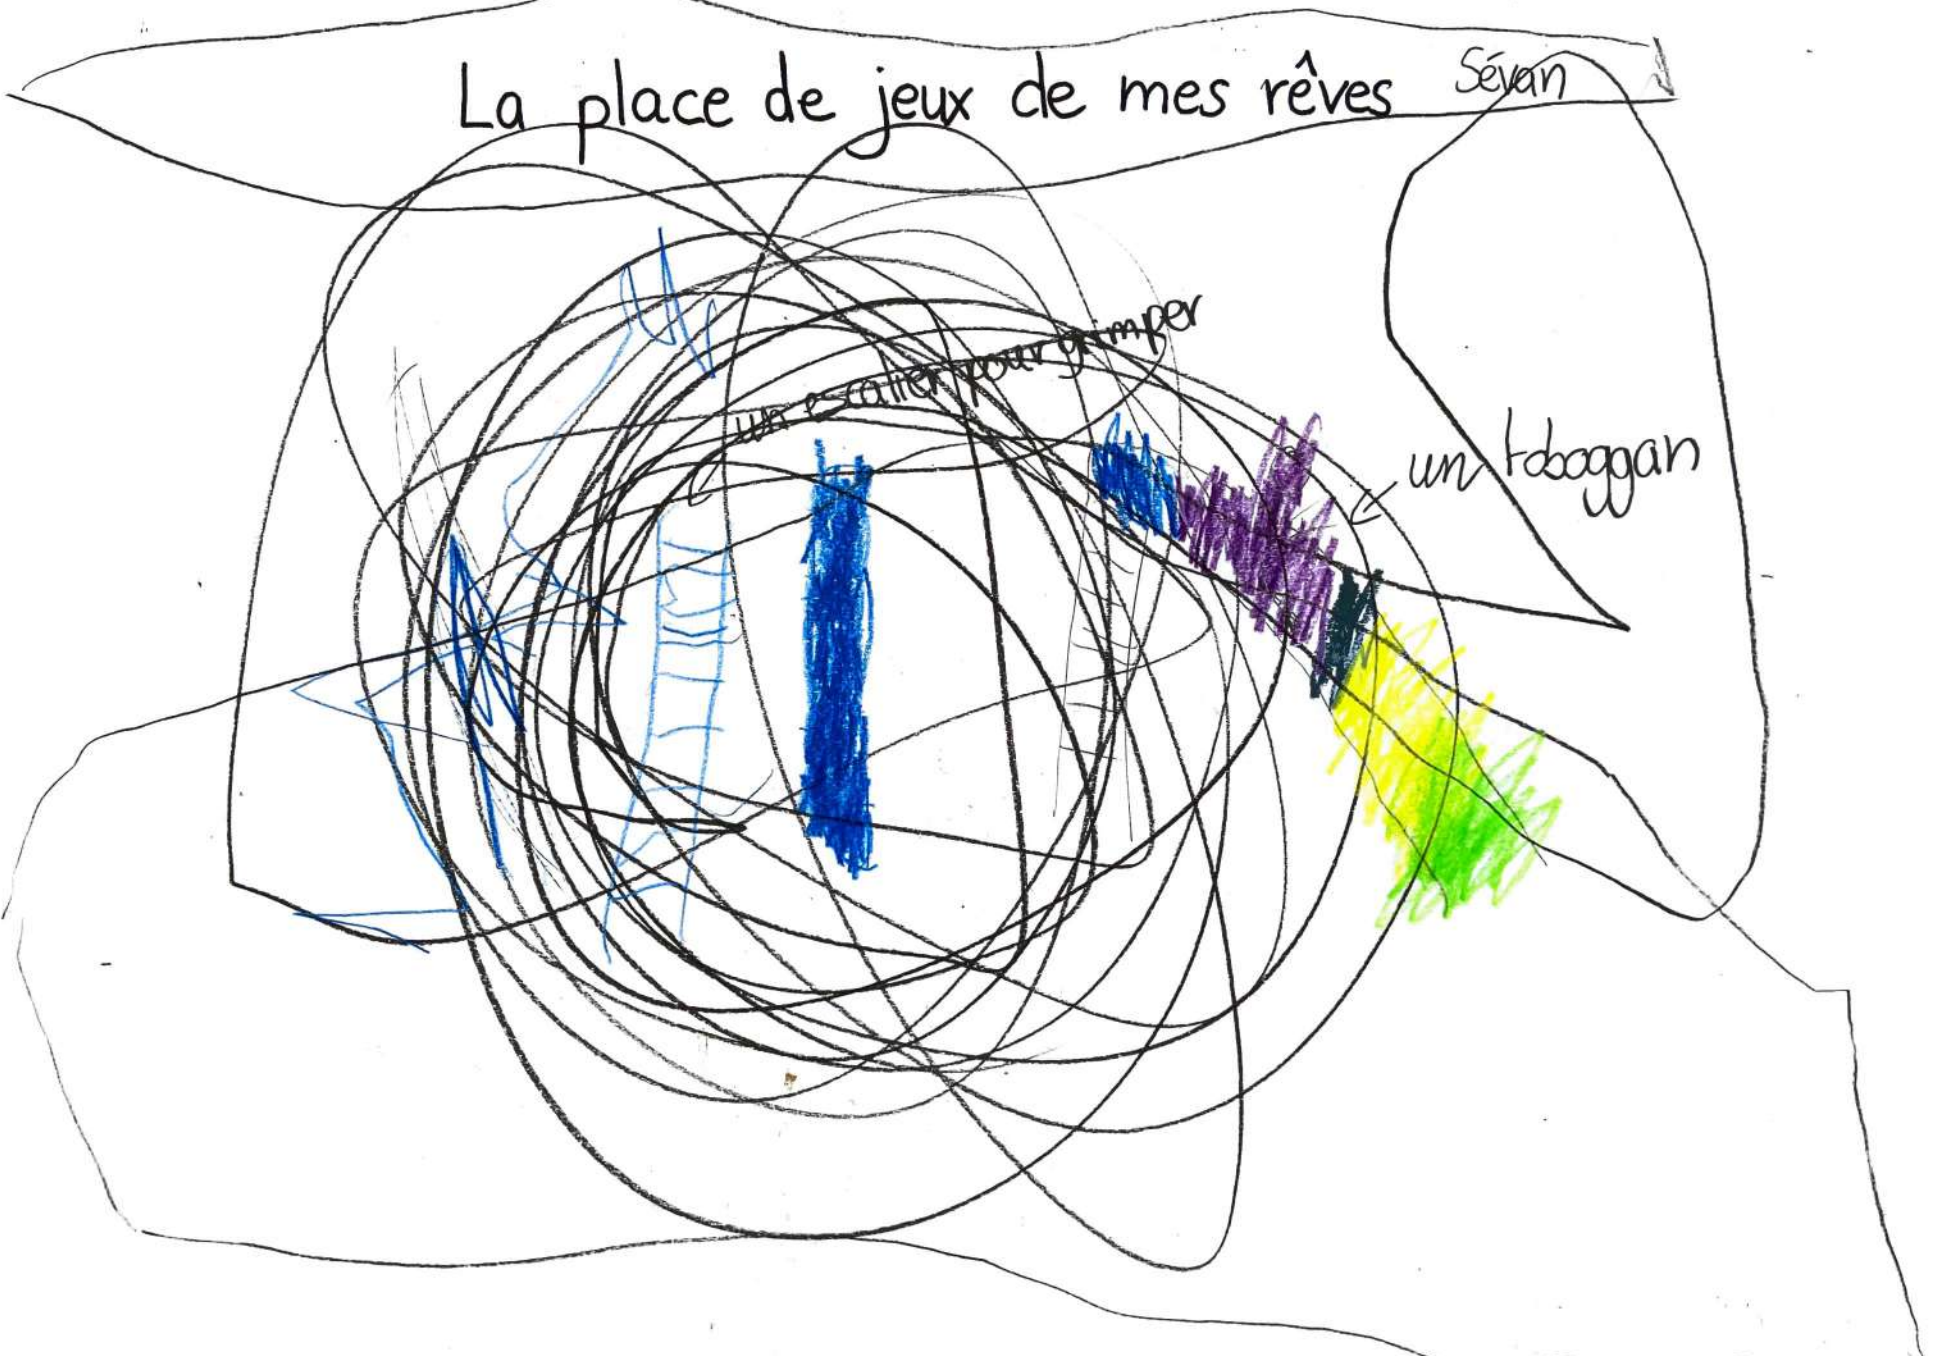 La place de jeux de mes rêves
Sévan
un escalier pour grimper
un toboggan